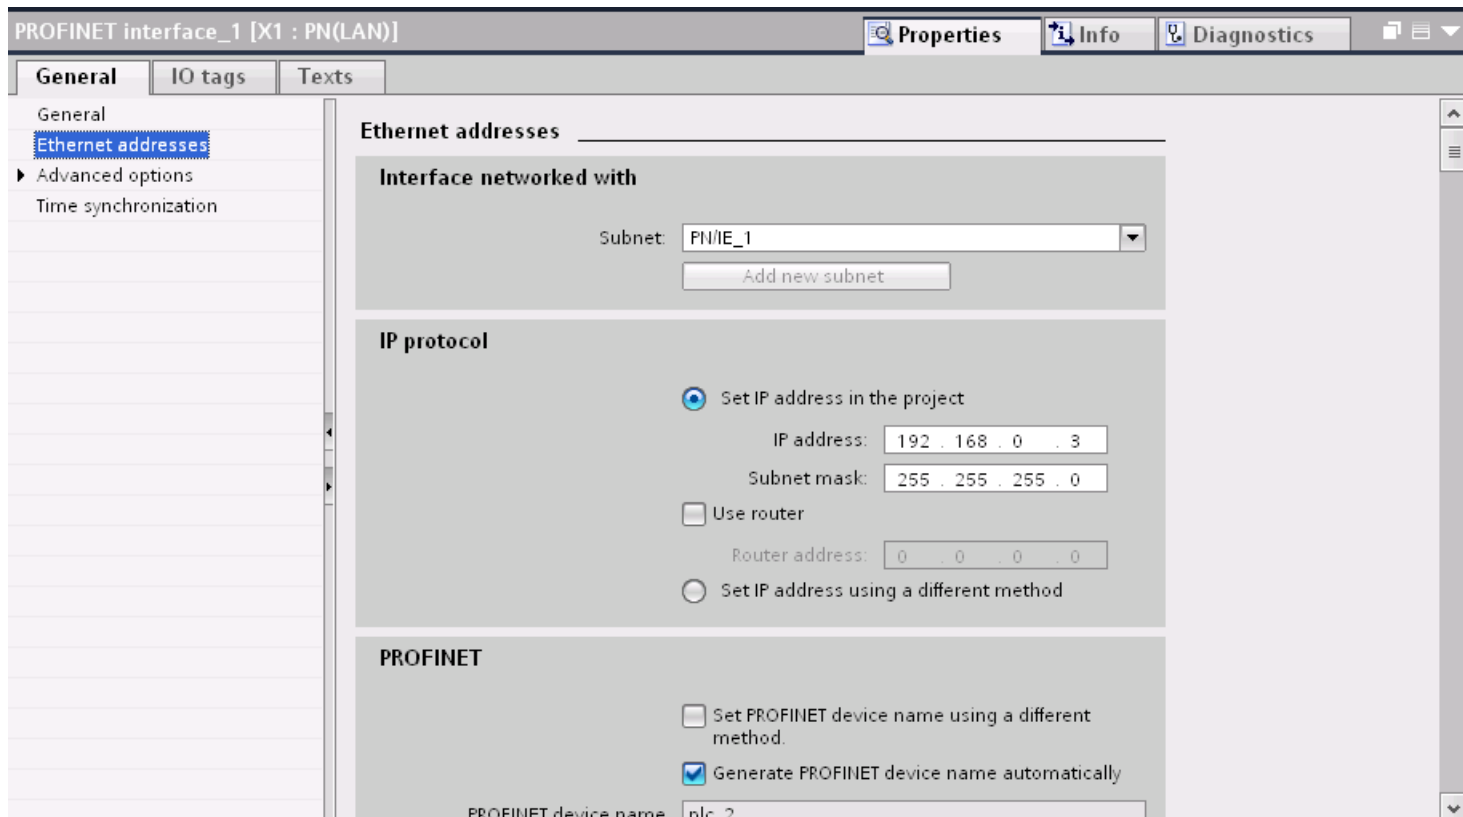 PROFINET interface_1 [X1 : PN(LAN)]
Properties
Info
Diagnostics
General
IO tags
Texts
General
Ethernet addresses
Advanced options
Time synchronization
Ethernet addresses
Interface networked with
Subnet: PN/IE_1
Add new subnet
IP protocol
Set IP address in the project
IP address: 192 . 168 . 0 . 3
Subnet mask: 255 . 255 . 255 . 0
Use router
Router address: 0 . 0 . 0 . 0
Set IP address using a different method
PROFINET
Set PROFINET device name using a different
method.
Generate PROFINET device name automatically
PROFINET device name plc_2